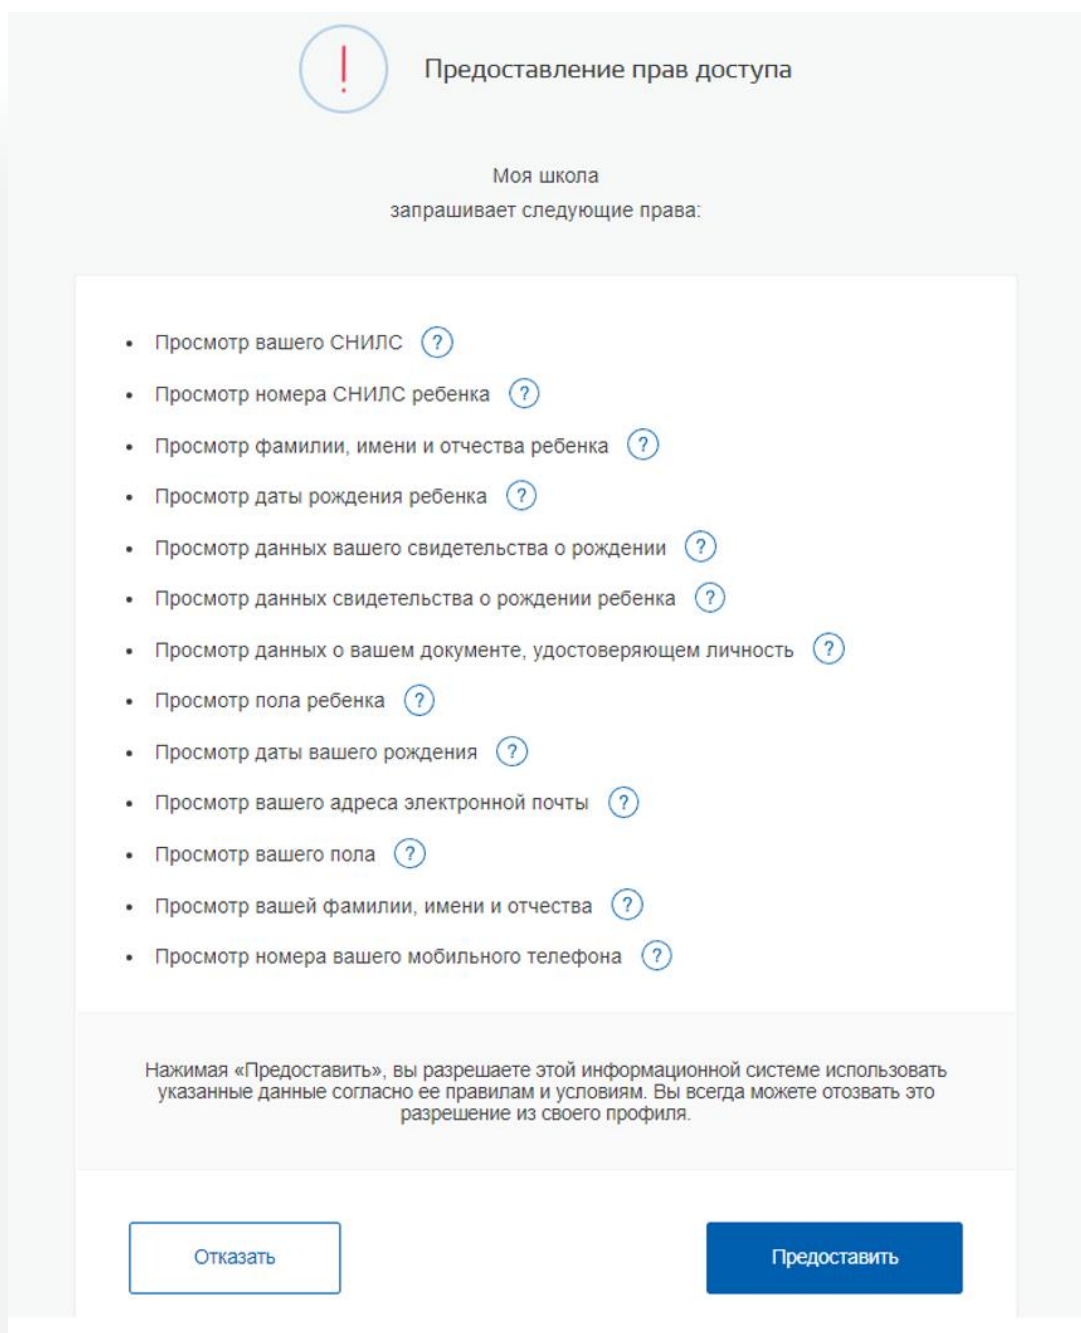 Предоставление прав доступа
Моя школа
запрашивает следующие права:
• Просмотр вашего СНИЛС ?
• Просмотр номера СНИЛС ребенка ?
• Просмотр фамилии, имени и отчества ребенка ?
• Просмотр даты рождения ребенка ?
• Просмотр данных вашего свидетельства о рождении ?
• Просмотр данных свидетельства о рождении ребенка ?
• Просмотр данных о вашем документе, удостоверяющем личность ?
• Просмотр пола ребенка ?
• Просмотр даты вашего рождения ?
• Просмотр вашего адреса электронной почты ?
• Просмотр вашего пола ?
• Просмотр вашей фамилии, имени и отчества ?
• Просмотр номера вашего мобильного телефона ?
Нажимая «Предоставить», вы разрешаете этой информационной системе использовать
указанные данные согласно ее правилам и условиям. Вы всегда можете отозвать это
разрешение из своего профиля.
Отказать
Предоставить